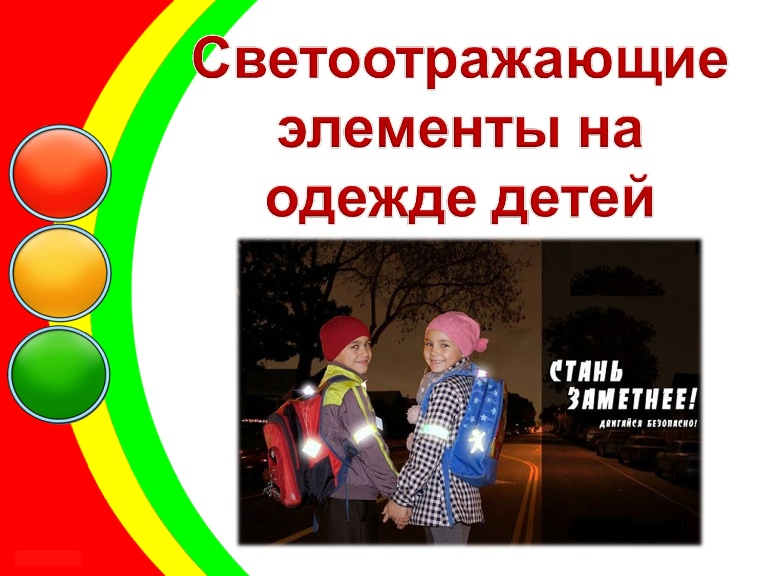 Светоотражающие
элементы на
одежде детей
СТАНЬ
ЗАМЕТНЕЕ!
ДВИГАЙСЯ БЕЗОПАСНО!